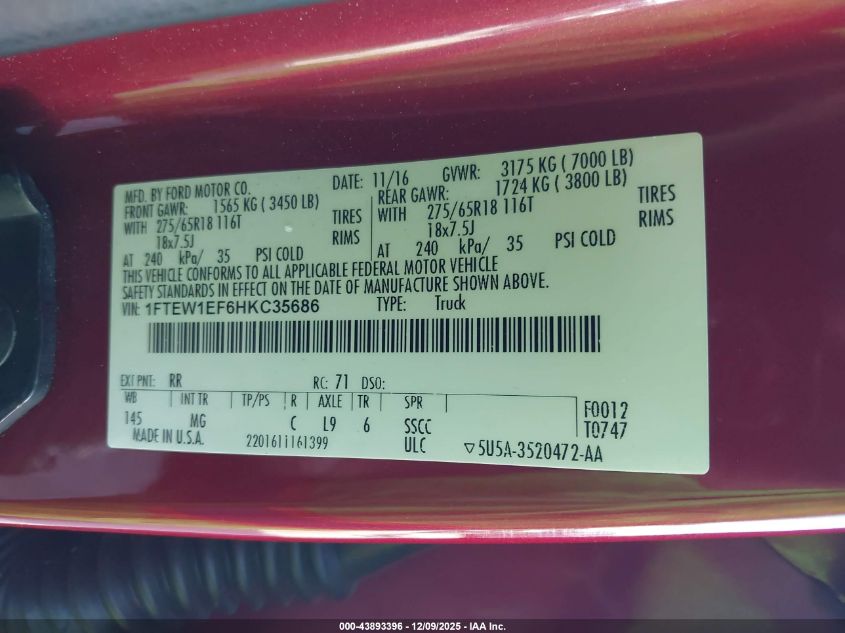 MFD. BY FORD MOTOR CO.
DATE: 11/16 GVWR: 3175 KG ( 7000 LB)
FRONT GAWR: 1565 KG ( 3450 LB)
REAR GAWR: 1724 KG ( 3800 LB)
WITH 275/65R18 116T TIRES
WITH 275/65R18 116T TIRES
18x7.5J RIMS
18x7.5J RIMS
AT 240 kPa/ 35 PSI COLD
AT 240 kPa/ 35 PSI COLD
THIS VEHICLE CONFORMS TO ALL APPLICABLE FEDERAL MOTOR VEHICLE
SAFETY STANDARDS IN EFFECT ON THE DATE OF MANUFACTURE SHOWN ABOVE.
VIN: 1FTEW1EF6HKC35686 TYPE: Truck
EXT PNT: RR RC: 71 DSO:
WB INT TR TP/PS R AXLE TR SPR
145 MG C L9 6 SSCC
F0012
T0747
MADE IN U.S.A. 2201611161399 ULC
▽5U5A-3520472-AA
000-43893396 - 12/09/2025 - IAA Inc.